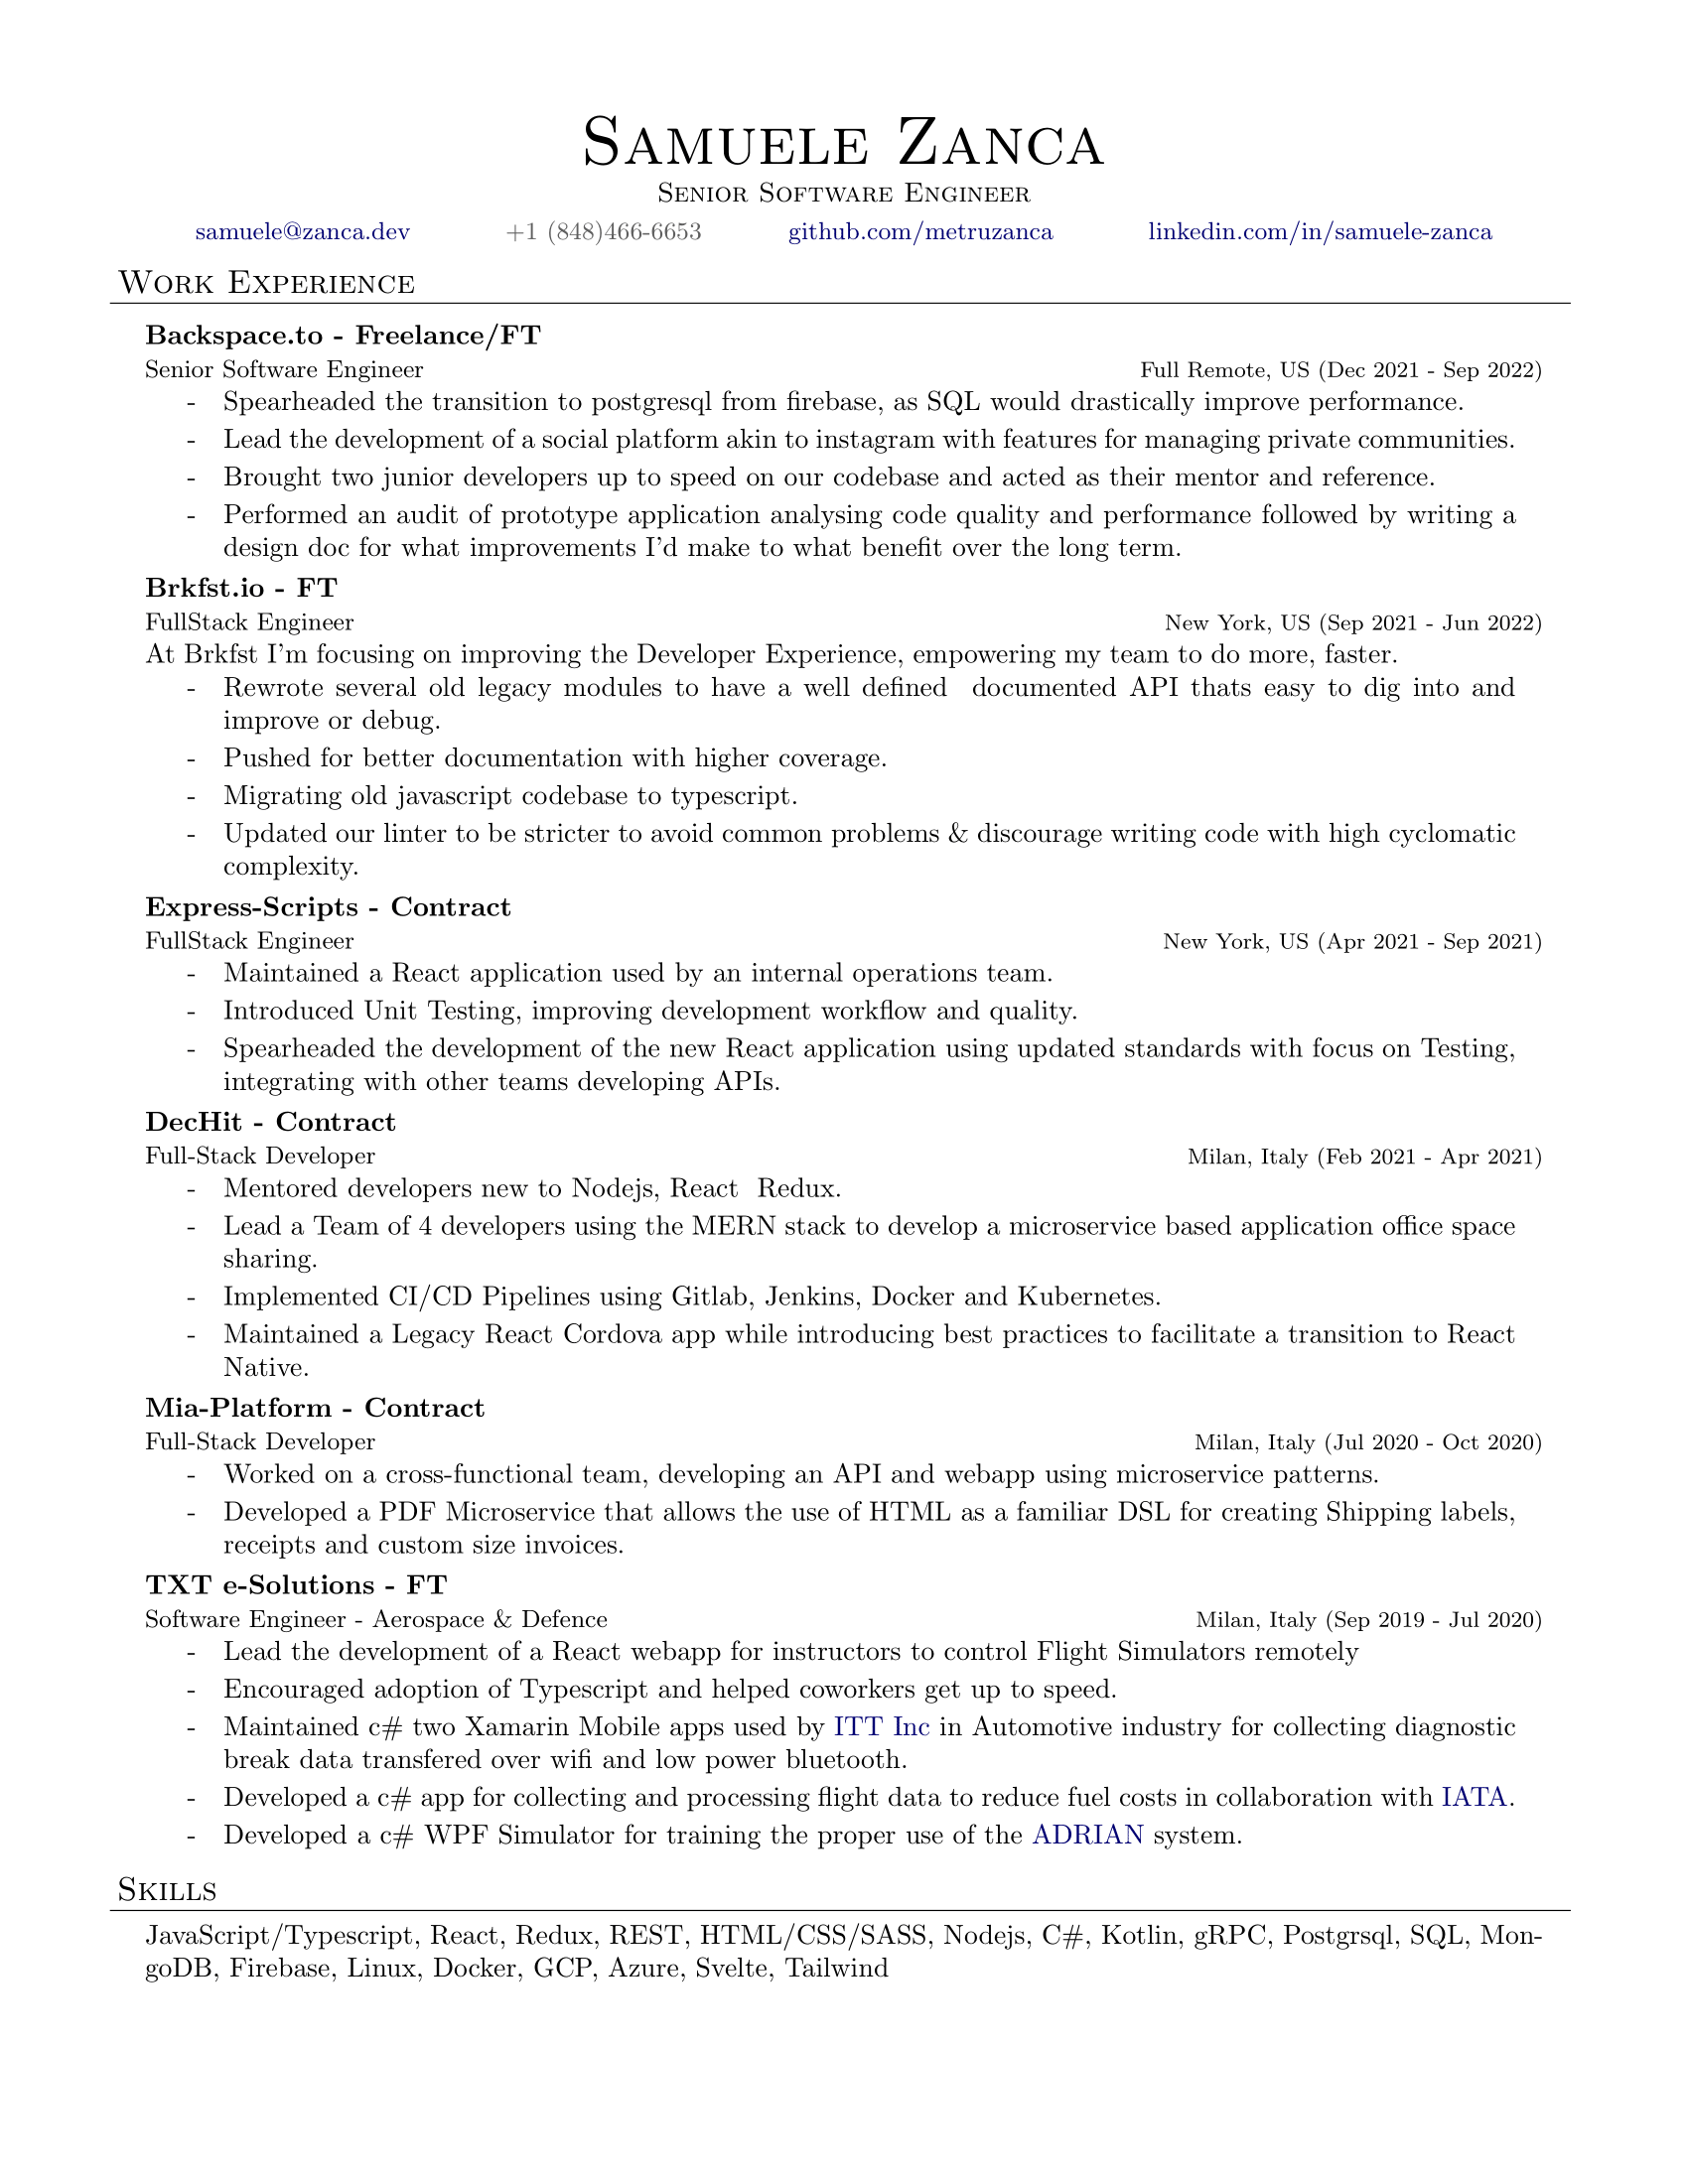 Samuele Zanca
Senior Software Engineer
samuele@zanca.dev +1 (848)466-6653 github.com/metruzanca linkedin.com/in/samuele-zanca
Work Experience
Backspace.to - Freelance/FT
Senior Software Engineer Full Remote, US (Dec 2021 - Sep 2022)
- Spearheaded the transition to postgresql from firebase, as SQL would drastically improve performance.
- Lead the development of a social platform akin to instagram with features for managing private communities.
- Brought two junior developers up to speed on our codebase and acted as their mentor and reference.
- Performed an audit of prototype application analysing code quality and performance followed by writing a
design doc for what improvements I'd make to what benefit over the long term.
Brkfst.io - FT
FullStack Engineer New York, US (Sep 2021 - Jun 2022)
At Brkfst I'm focusing on improving the Developer Experience, empowering my team to do more, faster.
- Rewrote several old legacy modules to have a well defined documented API thats easy to dig into and
improve or debug.
- Pushed for better documentation with higher coverage.
- Migrating old javascript codebase to typescript.
- Updated our linter to be stricter to avoid common problems & discourage writing code with high cyclomatic
complexity.
Express-Scripts - Contract
FullStack Engineer New York, US (Apr 2021 - Sep 2021)
- Maintained a React application used by an internal operations team.
- Introduced Unit Testing, improving development workflow and quality.
- Spearheaded the development of the new React application using updated standards with focus on Testing,
integrating with other teams developing APIs.
DecHit - Contract
Full-Stack Developer Milan, Italy (Feb 2021 - Apr 2021)
- Mentored developers new to Nodejs, React Redux.
- Lead a Team of 4 developers using the MERN stack to develop a microservice based application office space
sharing.
- Implemented CI/CD Pipelines using Gitlab, Jenkins, Docker and Kubernetes.
- Maintained a Legacy React Cordova app while introducing best practices to facilitate a transition to React
Native.
Mia-Platform - Contract
Full-Stack Developer Milan, Italy (Jul 2020 - Oct 2020)
- Worked on a cross-functional team, developing an API and webapp using microservice patterns.
- Developed a PDF Microservice that allows the use of HTML as a familiar DSL for creating Shipping labels,
receipts and custom size invoices.
TXT e-Solutions - FT
Software Engineer - Aerospace & Defence Milan, Italy (Sep 2019 - Jul 2020)
- Lead the development of a React webapp for instructors to control Flight Simulators remotely
- Encouraged adoption of Typescript and helped coworkers get up to speed.
- Maintained c# two Xamarin Mobile apps used by ITT Inc in Automotive industry for collecting diagnostic
break data transfered over wifi and low power bluetooth.
- Developed a c# app for collecting and processing flight data to reduce fuel costs in collaboration with IATA.
- Developed a c# WPF Simulator for training the proper use of the ADRIAN system.
Skills
JavaScript/Typescript, React, Redux, REST, HTML/CSS/SASS, Nodejs, C#, Kotlin, gRPC, Postgrsql, SQL, Mon-
goDB, Firebase, Linux, Docker, GCP, Azure, Svelte, Tailwind